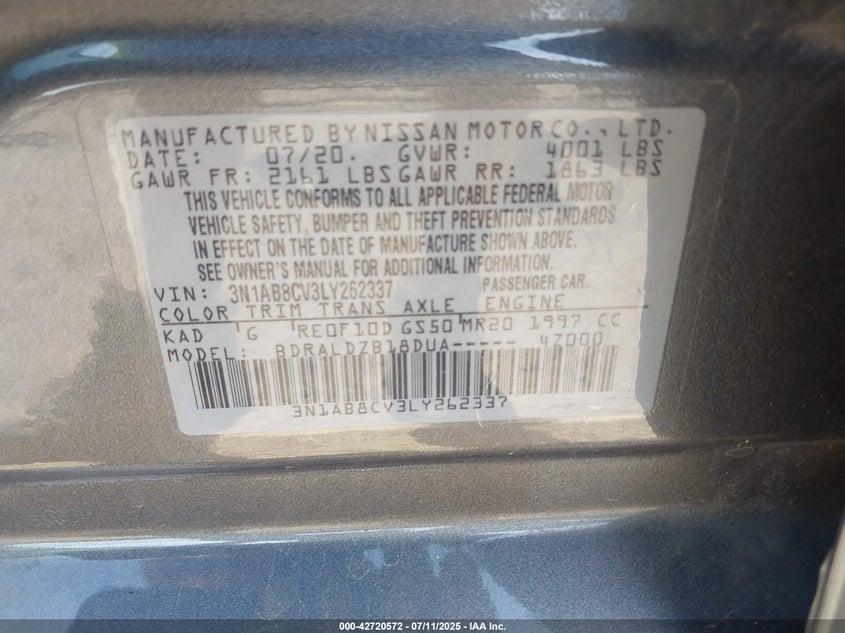 MANUFACTURED BY NISSAN MOTOR CO., LTD.
DATE: 07/20. GVWR: 4001 LBS
GAWR FR: 2161 LBS GAWR RR: 1863 LBS
THIS VEHICLE CONFORMS TO ALL APPLICABLE FEDERAL MOTOR
VEHICLE SAFETY, BUMPER AND THEFT PREVENTION STANDARDS
IN EFFECT ON THE DATE OF MANUFACTURE SHOWN ABOVE.
SEE OWNER'S MANUAL FOR ADDITIONAL INFORMATION.
VIN: 3N1AB8CV3LY262337 PASSENGER CAR.
COLOR TRIM TRANS AXLE ENGINE
KAD G RE0F10D GS50 MR20 1997 CC
MODEL: BDRALDZB18DUA----- 4Z000
3N1AB8CV3LY262337
000-42720572 / 07/11/2025 - IAA Inc.